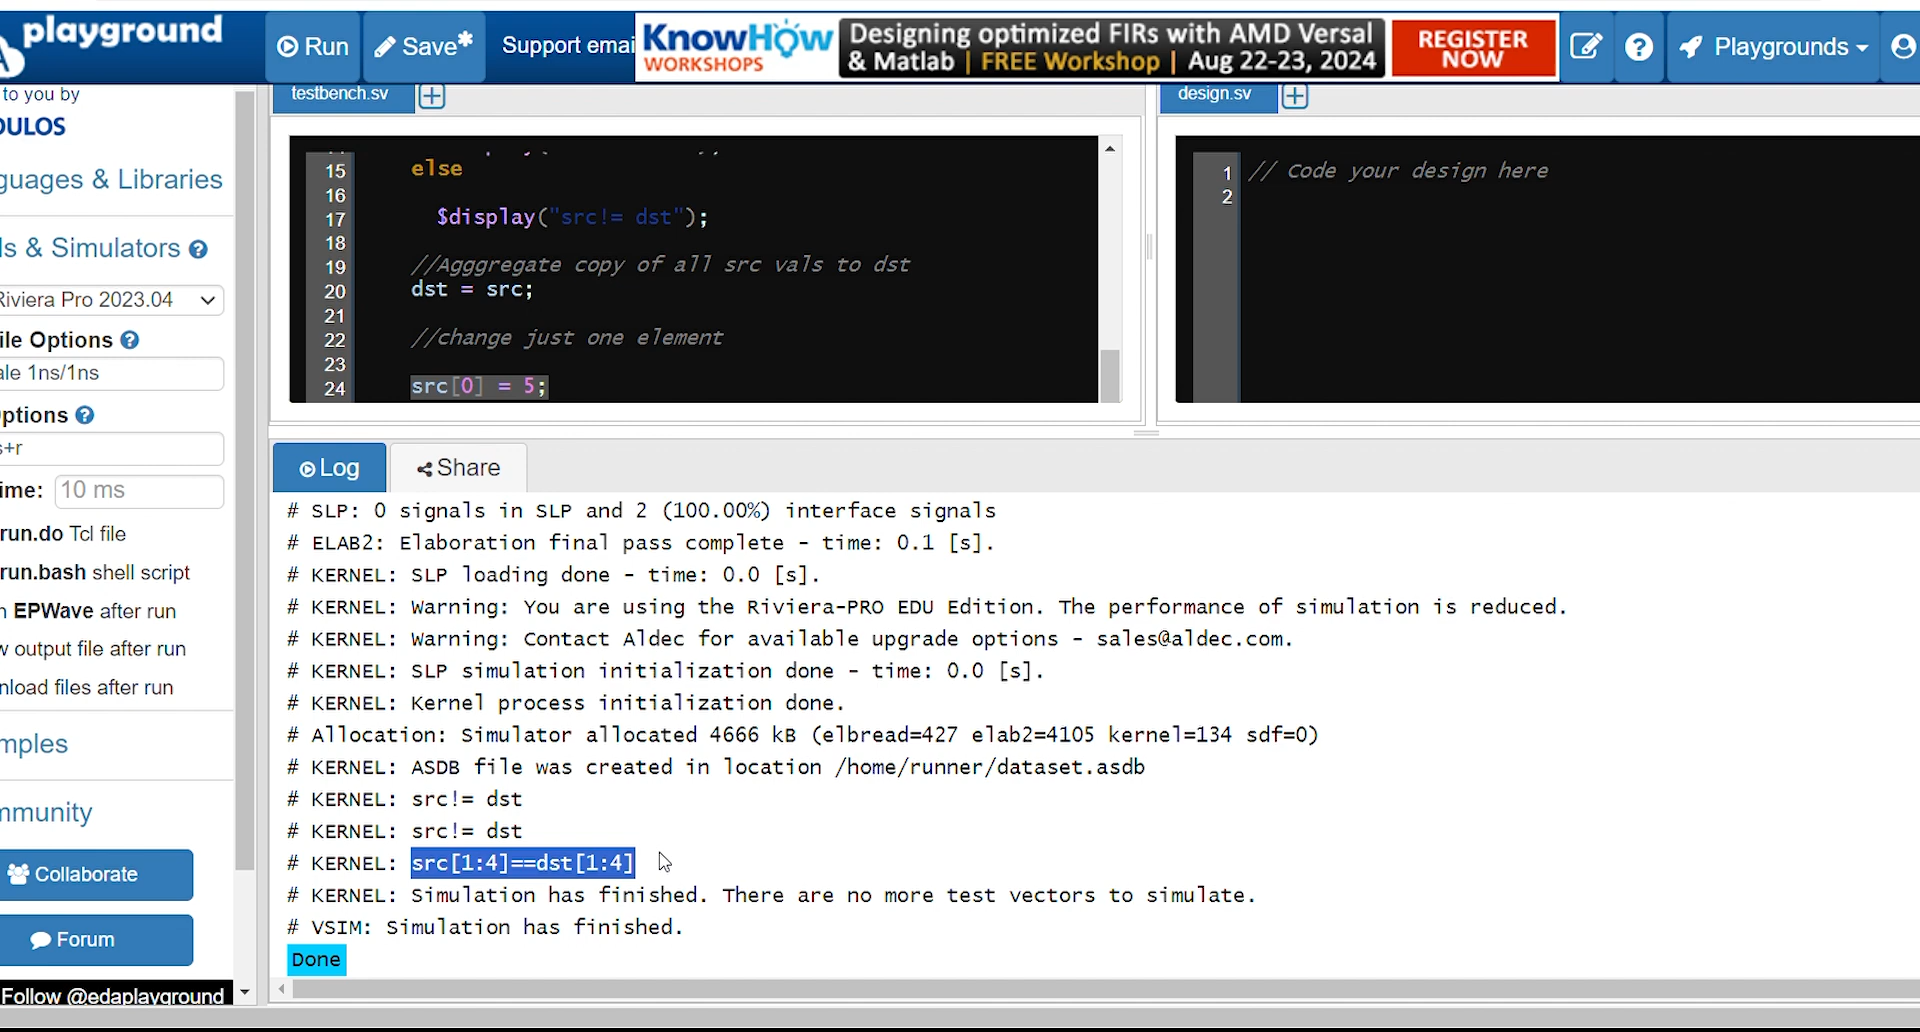 playground
Run
Save*
Support emai
KnowHow
WORKSHOPS
Designing optimized FIRs with AMD Versal
& Matlab | FREE Workshop | Aug 22-23, 2024
REGISTER
NOW
Playgrounds
to you by
OULOS
guages & Libraries
ls & Simulators
Riviera Pro 2023.04
ile Options
ale 1ns/1ns
ptions
s+r
ime: 10 ms
run.do Tcl file
run.bash shell script
n EPWave after run
w output file after run
nload files after run
mples
mmunity
Collaborate
Forum
Follow @edaplayground
testbench.sv
15 else
16
17 $display("src!= dst");
18
19 //Agggregate copy of all src vals to dst
20 dst = src;
21
22 //change just one element
23
24 src[0] = 5;
design.sv
1 // Code your design here
2
Log
Share
# SLP: 0 signals in SLP and 2 (100.00%) interface signals
# ELAB2: Elaboration final pass complete - time: 0.1 [s].
# KERNEL: SLP loading done - time: 0.0 [s].
# KERNEL: Warning: You are using the Riviera-PRO EDU Edition. The performance of simulation is reduced.
# KERNEL: Warning: Contact Aldec for available upgrade options - sales@aldec.com.
# KERNEL: SLP simulation initialization done - time: 0.0 [s].
# KERNEL: Kernel process initialization done.
# Allocation: Simulator allocated 4666 kB (elbread=427 elab2=4105 kernel=134 sdf=0)
# KERNEL: ASDB file was created in location /home/runner/dataset.asdb
# KERNEL: src!= dst
# KERNEL: src!= dst
# KERNEL: src[1:4]==dst[1:4]
# KERNEL: Simulation has finished. There are no more test vectors to simulate.
# VSIM: Simulation has finished.
Done